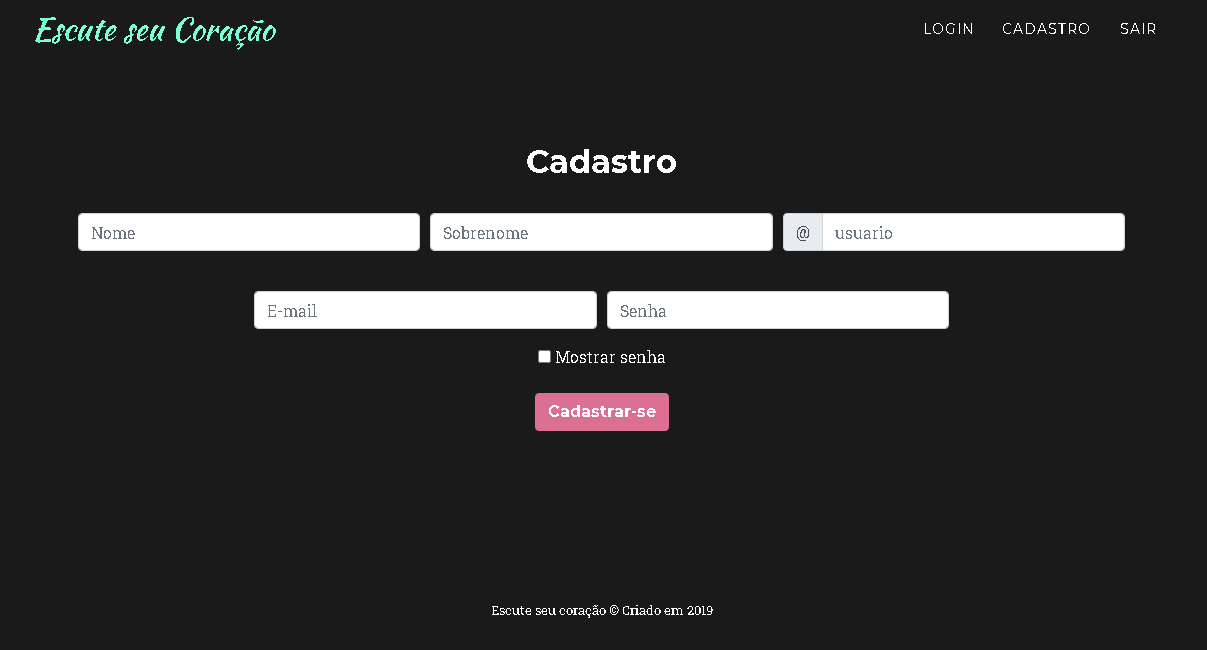 Escute seu Coração
LOGIN CADASTRO SAIR
Cadastro
Nome Sobrenome @ usuario
E-mail Senha
Mostrar senha
Cadastrar-se
Escute seu coração © Criado em 2019